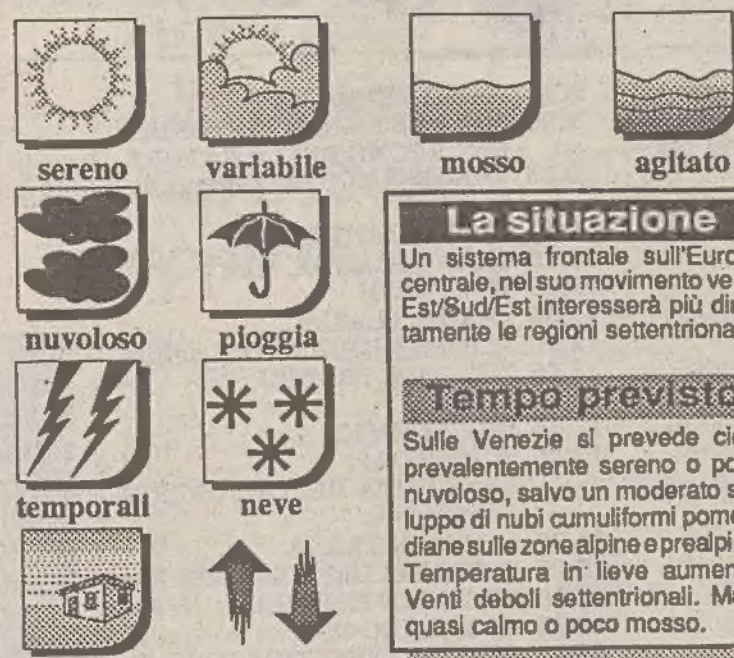 sereno
variabile
mosso
agitato
nuvoloso
pioggia
temporali
neve
La situazione
Un sistema frontale sull'Euro
centrale, nel suo movimento ve
Est/Sud/Est interesserà più dir
tamente le regioni settentriona
Tempo previsto
Sulle Venezie si prevede cie
prevalentemente sereno o po
nuvoloso, salvo un moderato s
luppo di nubi cumuliformi pome
diane sulle zone alpine e prealpi
Temperatura in lieve aumen
Venti deboli settentrionali. Ma
quasi calmo o poco mosso.